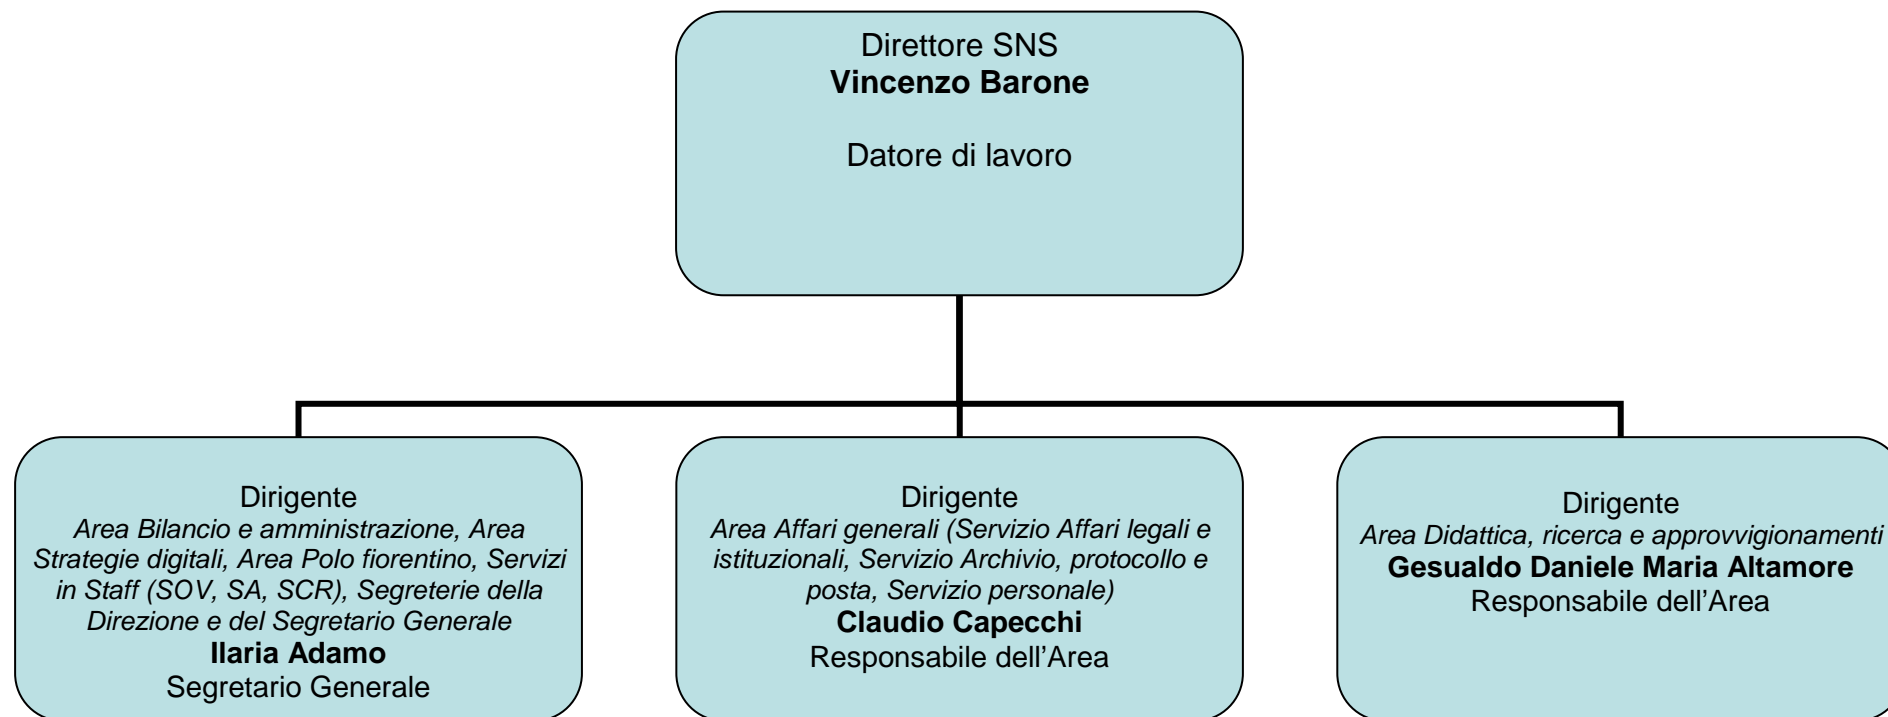 Direttore SNS
Vincenzo Barone
Datore di lavoro
Dirigente
Area Bilancio e amministrazione, Area
Strategie digitali, Area Polo fiorentino, Servizi
in Staff (SOV, SA, SCR), Segreterie della
Direzione e del Segretario Generale
Ilaria Adamo
Segretario Generale
Dirigente
Area Affari generali (Servizio Affari legali e
istituzionali, Servizio Archivio, protocollo e
posta, Servizio personale)
Claudio Capecchi
Responsabile dell’Area
Dirigente
Area Didattica, ricerca e approvvigionamenti
Gesualdo Daniele Maria Altamore
Responsabile dell’Area